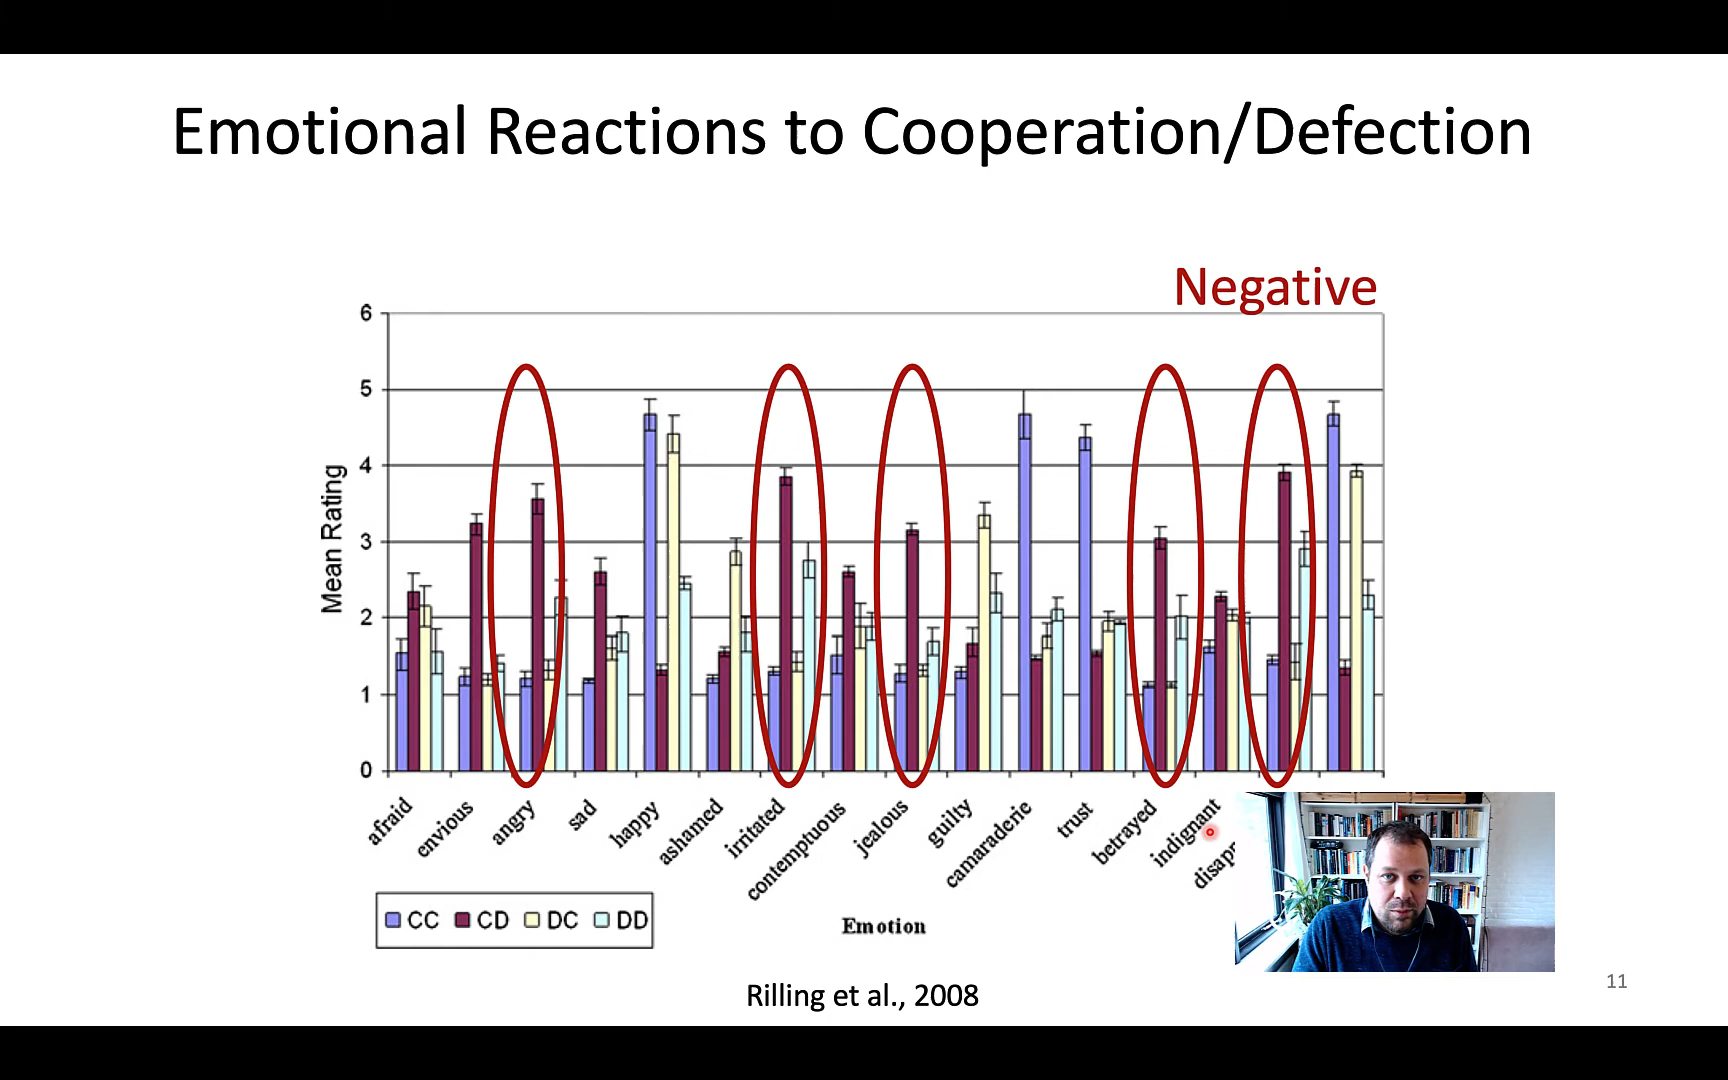 Emotional Reactions to Cooperation/Defection
Negative
6
5
4
3
2
1
0
Mean Rating
afraid
envious
angry
sad
happy
ashamed
irritated
contemptuous
jealous
guilty
camaraderie
trust
betrayed
indignant
disapp
CC CD DC DD
Emotion
Rilling et al., 2008
11